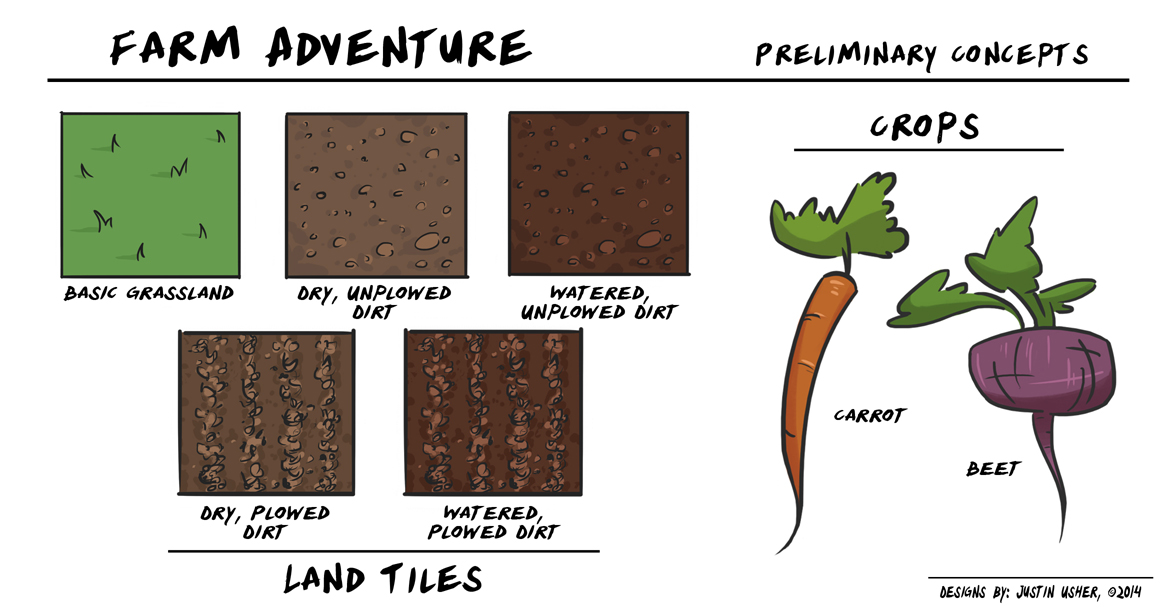 FARM ADVENTURE
PRELIMINARY CONCEPTS
CROPS
BASIC GRASSLAND
DRY, UNPLOWED
DIRT
WATERED,
UNPLOWED DIRT
DRY, PLOWED
DIRT
WATERED,
PLOWED DIRT
LAND TILES
CARROT
BEET
DESIGNS BY: JUSTIN USHER, ©2014